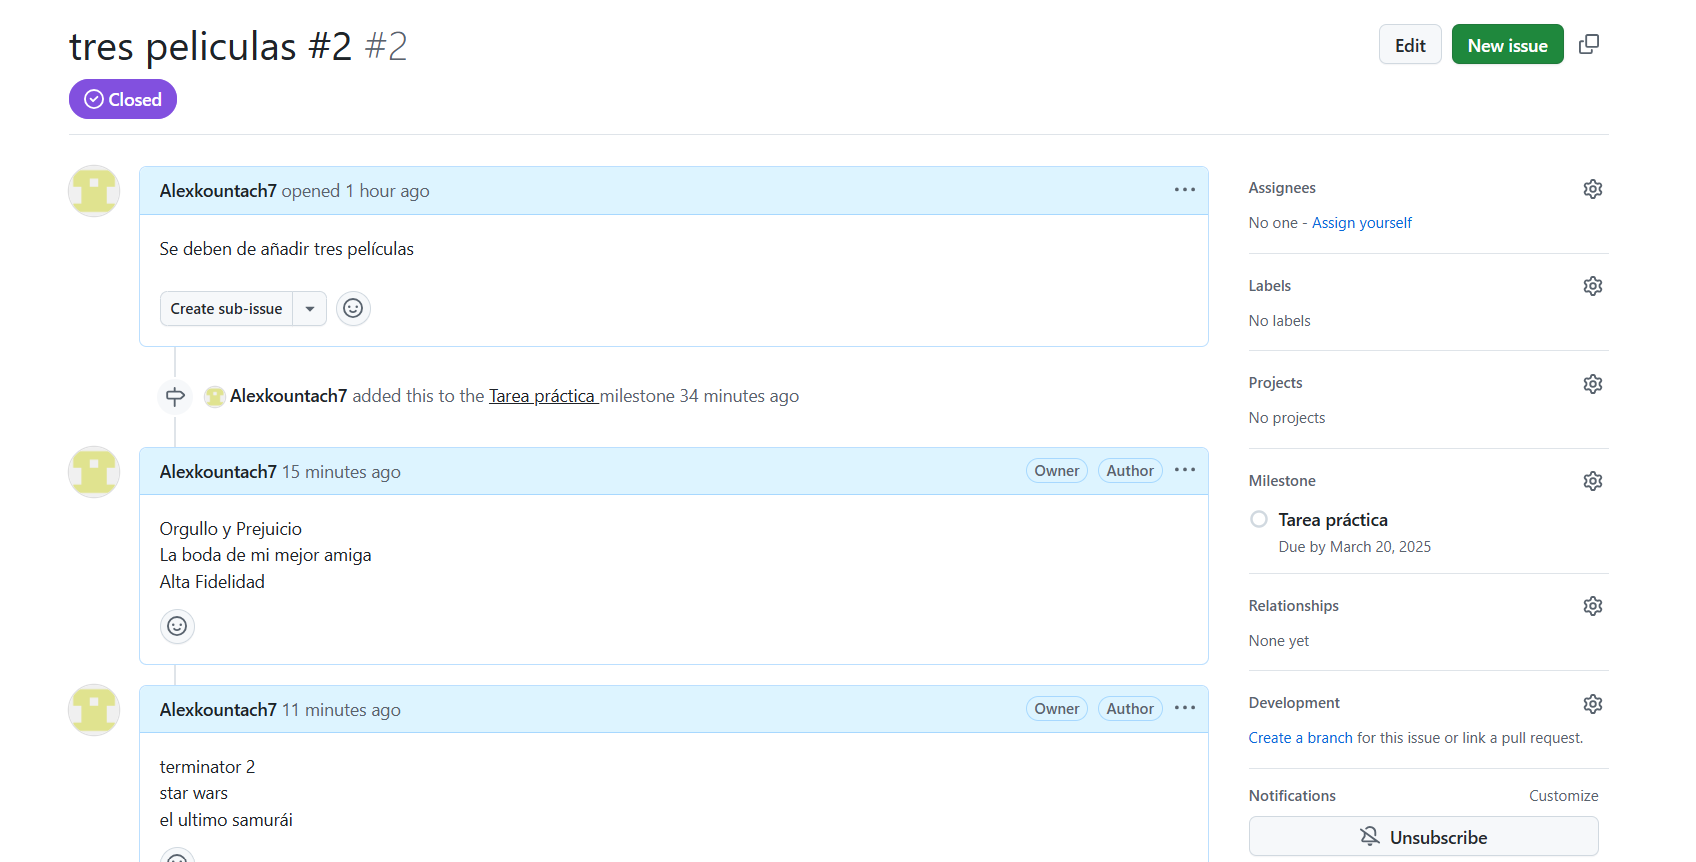 tres peliculas #2 #2
Edit
New issue
Closed
Alexkountach7 opened 1 hour ago
Se deben de añadir tres películas
Create sub-issue
Alexkountach7 added this to the Tarea práctica milestone 34 minutes ago
Alexkountach7 15 minutes ago
Owner
Author
Orgullo y Prejuicio
La boda de mi mejor amiga
Alta Fidelidad
Alexkountach7 11 minutes ago
Owner
Author
terminator 2
star wars
el ultimo samurái
Assignees
No one - Assign yourself
Labels
No labels
Projects
No projects
Milestone
Tarea práctica
Due by March 20, 2025
Relationships
None yet
Development
Create a branch for this issue or link a pull request.
Notifications
Customize
Unsubscribe